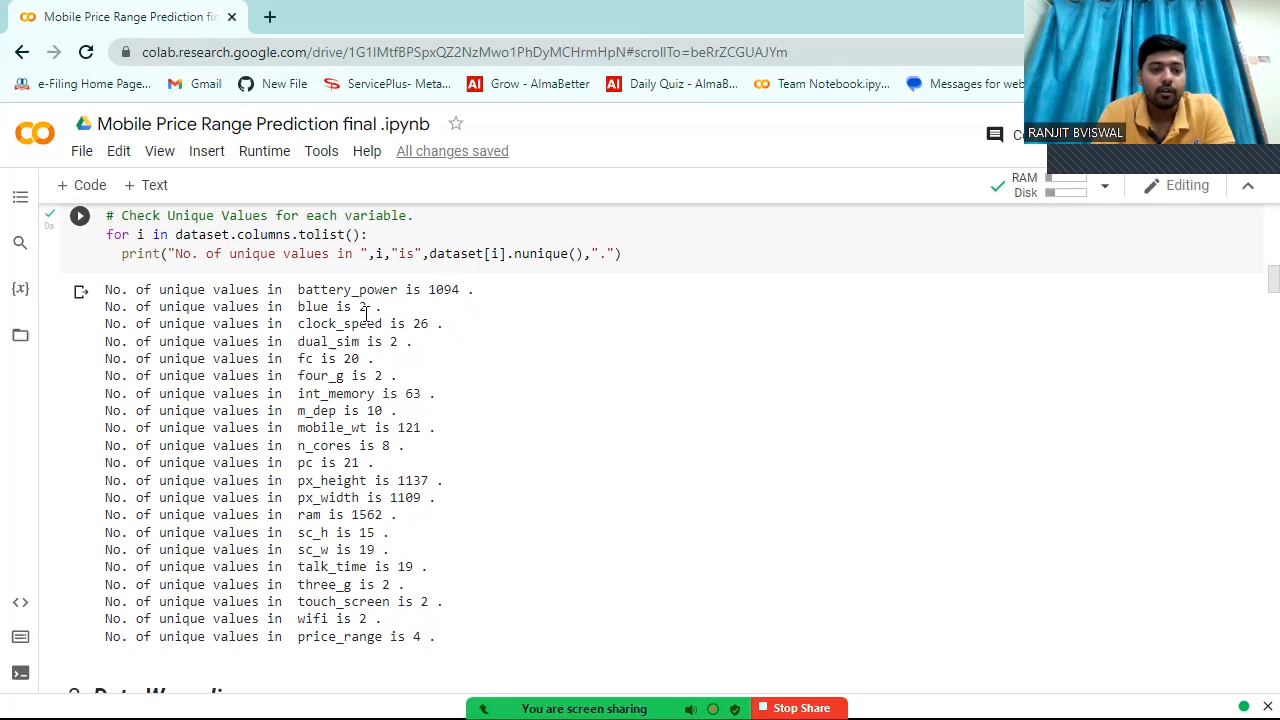 Mobile Price Range Prediction fin
colab.research.google.com/drive/1G1lMtfBPSpxQZ2NzMwo1PhDyMCHrmHpN#scrollTo=beRrZCGUAJYm
e-Filing Home Page...
Gmail
New File
ServicePlus- Meta...
AI Grow - AlmaBetter
AI Daily Quiz - AlmaB...
Team Notebook.ipy...
Messages for web
RANJIT BVISWAL
CO Mobile Price Range Prediction final .ipynb
File Edit View Insert Runtime Tools Help All changes saved
+ Code + Text
RAM
Disk
Editing
0s
# Check Unique Values for each variable.
for i in dataset.columns.tolist():
print("No. of unique values in ",i,"is",dataset[i].nunique(),".")
{x}
No. of unique values in battery_power is 1094 .
No. of unique values in blue is 2 .
No. of unique values in clock_speed is 26 .
No. of unique values in dual_sim is 2 .
No. of unique values in fc is 20 .
No. of unique values in four_g is 2 .
No. of unique values in int_memory is 63 .
No. of unique values in m_dep is 10 .
No. of unique values in mobile_wt is 121 .
No. of unique values in n_cores is 8 .
No. of unique values in pc is 21 .
No. of unique values in px_height is 1137 .
No. of unique values in px_width is 1109 .
No. of unique values in ram is 1562 .
No. of unique values in sc_h is 15 .
No. of unique values in sc_w is 19 .
No. of unique values in talk_time is 19 .
No. of unique values in three_g is 2 .
No. of unique values in touch_screen is 2 .
No. of unique values in wifi is 2 .
No. of unique values in price_range is 4 .
You are screen sharing
Stop Share